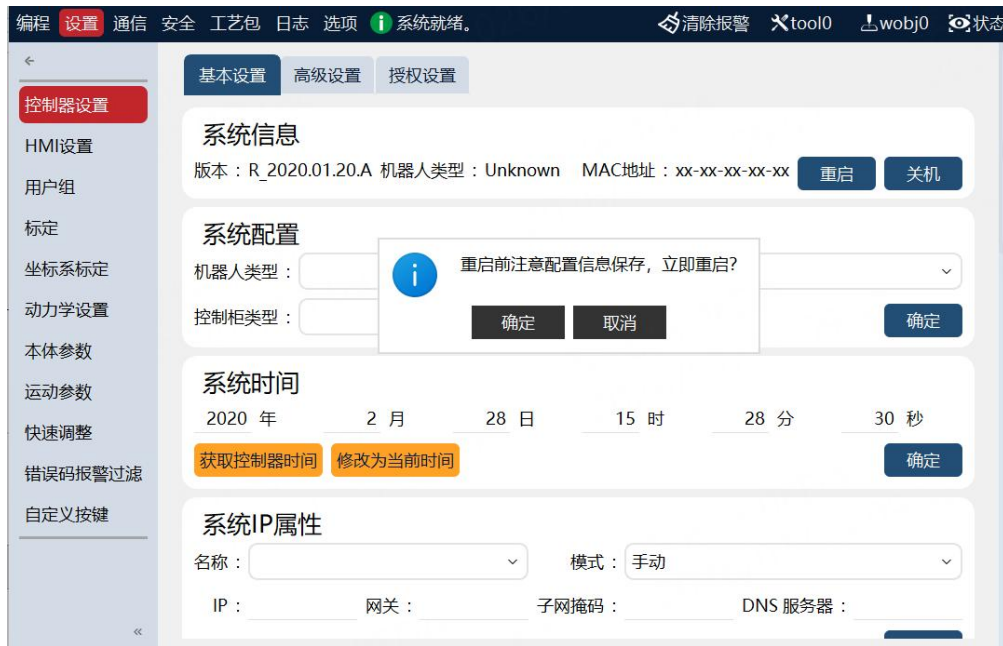 编程 设置 通信 安全 工艺包 日志 选项 系统就绪。 清除报警 tool0 wobj0 状态
基本设置 高级设置 授权设置
控制器设置
HMI设置
用户组
标定
坐标系标定
动力学设置
本体参数
运动参数
快速调整
错误码报警过滤
自定义按键
系统信息
版本：R_2020.01.20.A 机器人类型：Unknown MAC地址：xx-xx-xx-xx-xx 重启 关机
系统配置
机器人类型：
控制柜类型： 确定
重启前注意配置信息保存，立即重启?
确定 取消
系统时间
2020 年 2 月 28 日 15 时 28 分 30 秒
获取控制器时间 修改为当前时间 确定
系统IP属性
名称： 模式：手动
IP： 网关： 子网掩码： DNS 服务器：